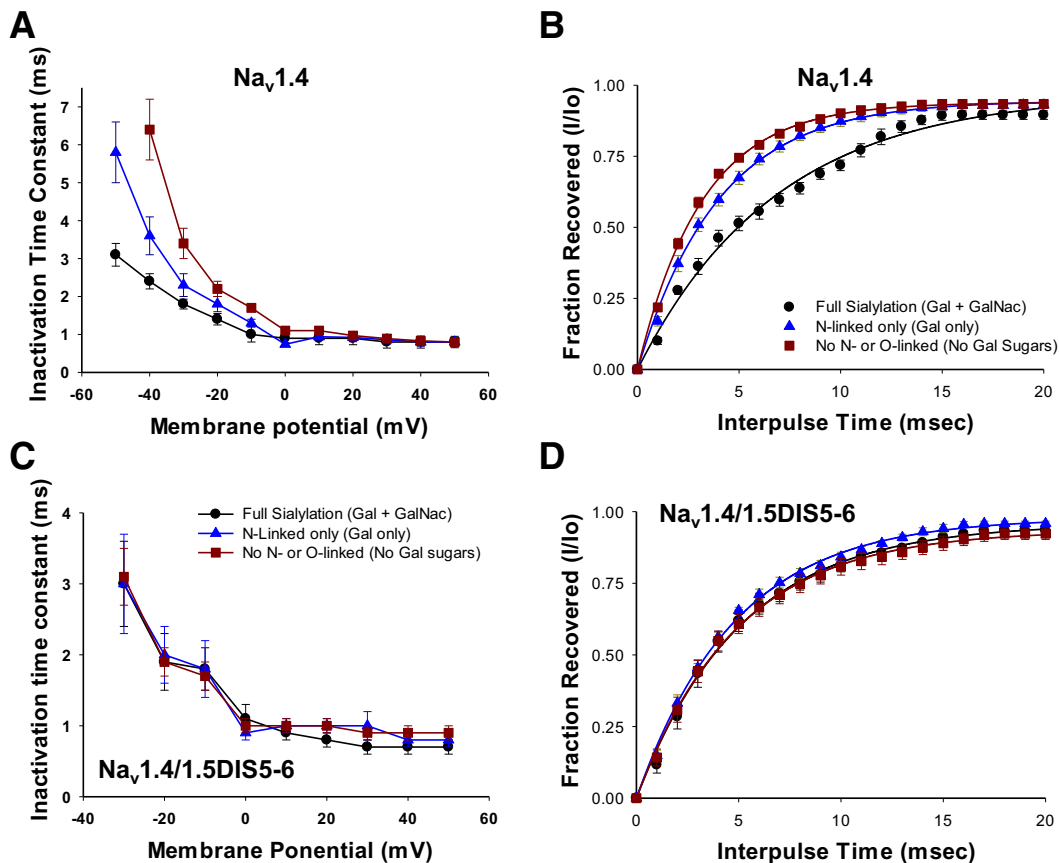 A
Nav1.4
Inactivation Time Constant (ms)
7
6
5
4
3
2
1
0
-60 -40 -20 0 20 40 60
Membrane potential (mV)
B
Nav1.4
Fraction Recovered (I/Io)
1.00
0.75
0.50
0.25
0.00
Full Sialylation (Gal + GalNac)
N-linked only (Gal only)
No N- or O-linked (No Gal Sugars)
0 5 10 15 20
Interpulse Time (msec)
C
Inactivation time constant (ms)
4
3
2
1
0
Full Sialylation (Gal + GalNac)
N-Linked only (Gal only)
No N- or O-linked (No Gal sugars)
Nav1.4/1.5DIS5-6
-40 -20 0 20 40 60
Membrane Ponential (mV)
D
Nav1.4/1.5DIS5-6
Fraction Recovered (I/Io)
1.00
0.75
0.50
0.25
0.00
0 5 10 15 20
Interpulse Time (msec)